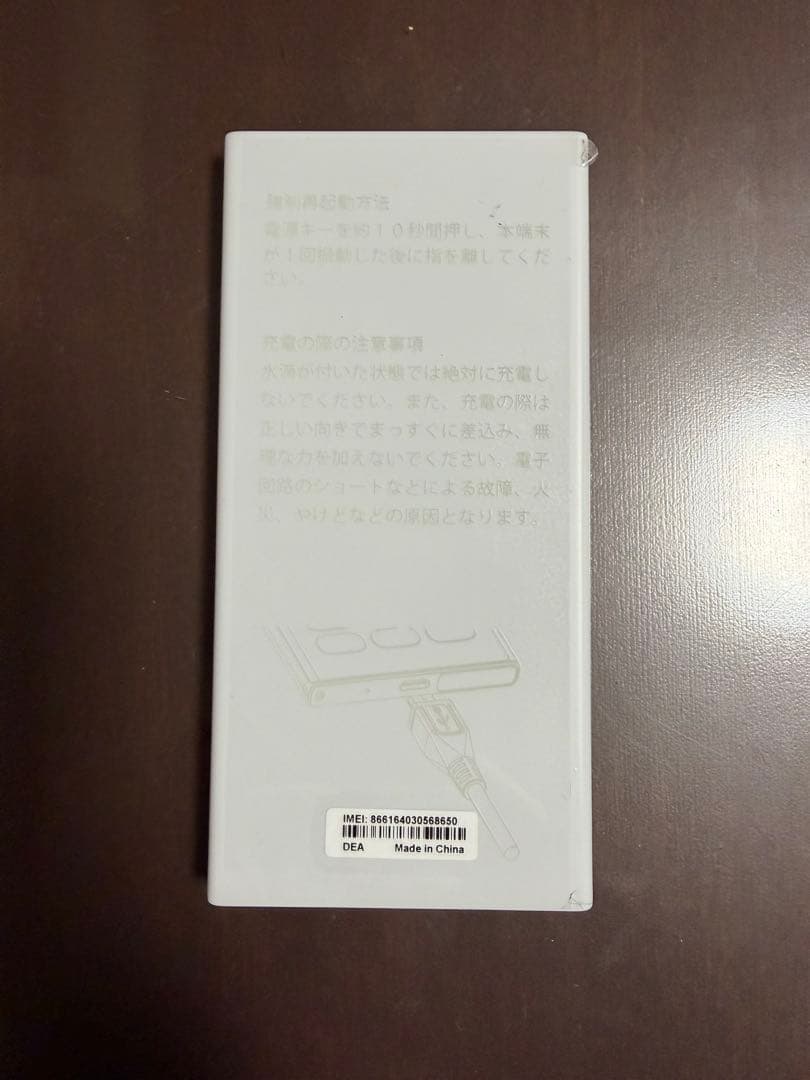 強制再起動方法
電源キーを約10秒間押し、本端末
が1回振動した後に指を離してくだ
さい。
充電の際の注意事項
水滴が付いた状態では絶対に充電し
ないでください。また、充電の際は
正しい向きでまっすぐに差込み、無
理な力を加えないでください。電子
回路のショートなどによる故障、火
災、やけどなどの原因となります。
IMEI: 866164030568650
DEA Made in China